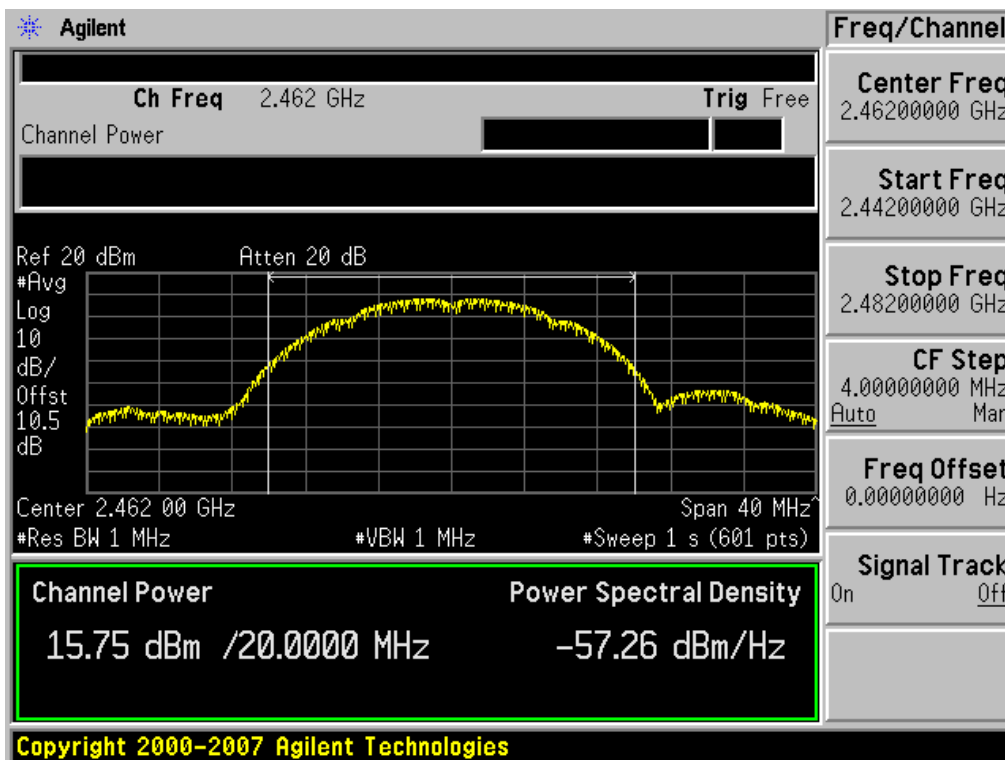 Agilent
Freq/Channel
Ch Freq 2.462 GHz Trig Free
Channel Power
Center Freq
2.46200000 GHz
Start Freq
2.44200000 GHz
Stop Freq
2.48200000 GHz
CF Step
4.00000000 MHz
Auto Man
Freq Offset
0.00000000 Hz
Signal Track
On Off
Ref 20 dBm Atten 20 dB
#Avg
Log
10
dB/
Offst
10.5
dB
Center 2.462 00 GHz Span 40 MHz^
#Res BW 1 MHz #VBW 1 MHz #Sweep 1 s (601 pts)
Channel Power Power Spectral Density
15.75 dBm /20.0000 MHz -57.26 dBm/Hz
Copyright 2000-2007 Agilent Technologies